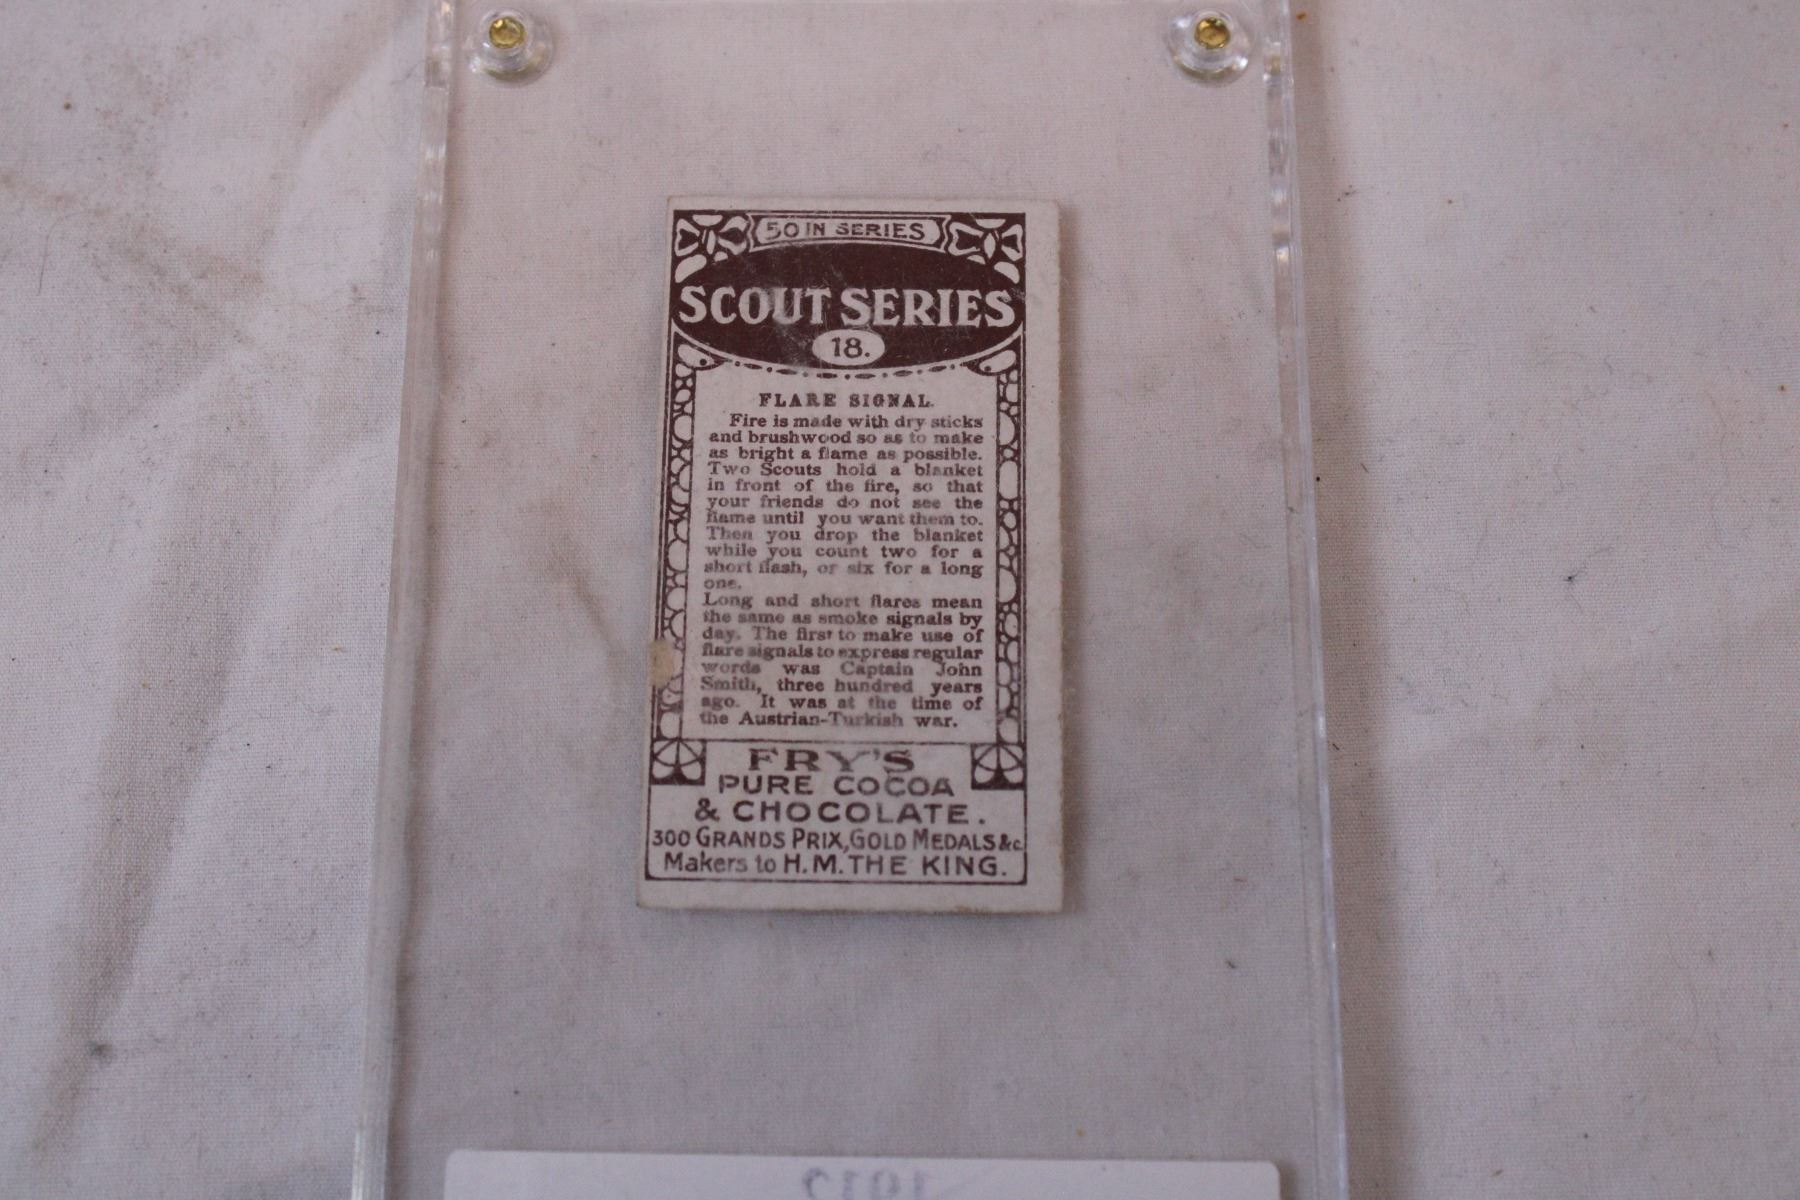 50 IN SERIES
SCOUT SERIES
18.
FLARE SIGNAL.
Fire is made with dry sticks
and brushwood so as to make
as bright a flame as possible.
Two Scouts hold a blanket
in front of the fire, so that
your friends do not see the
flame until you want them to.
Then you drop the blanket
while you count two for a
short flash, or six for a long
one.
Long and short flares mean
the same as smoke signals by
day. The first to make use of
flare signals to express regular
words was Captain John
Smith, three hundred years
ago. It was at the time of
the Austrian-Turkish war.
FRY'S
PURE COCOA
& CHOCOLATE.
300 GRANDS PRIX, GOLD MEDALS &c.
Makers to H.M. THE KING.